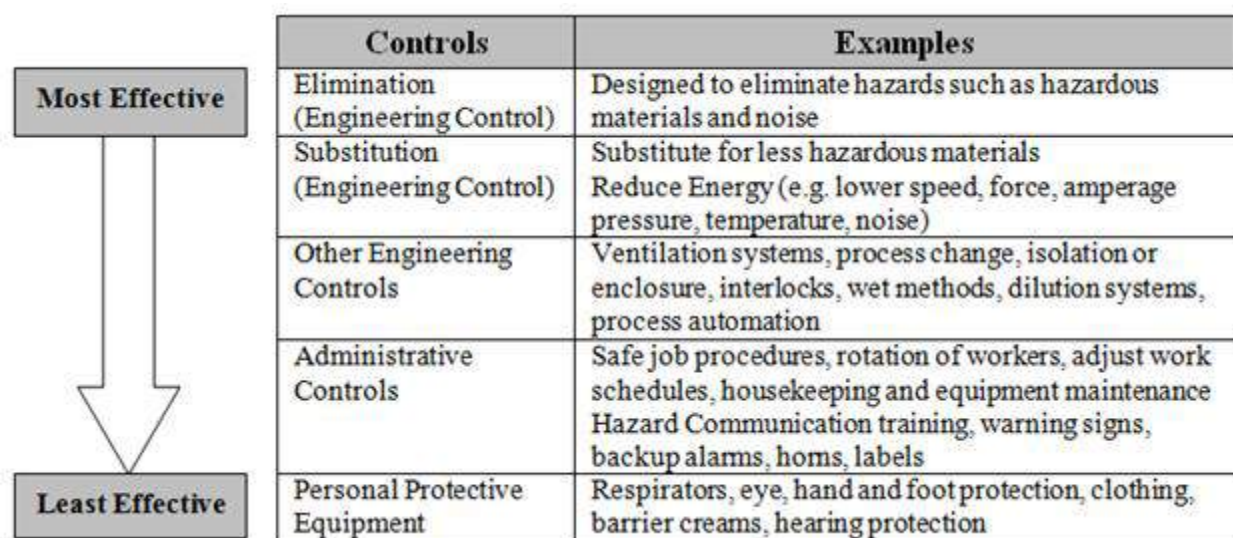 Controls
Examples
Most Effective
Elimination
(Engineering Control)
Designed to eliminate hazards such as hazardous
materials and noise
Substitution
(Engineering Control)
Substitute for less hazardous materials
Reduce Energy (e.g. lower speed, force, amperage
pressure, temperature, noise)
Other Engineering
Controls
Ventilation systems, process change, isolation or
enclosure, interlocks, wet methods, dilution systems,
process automation
Administrative
Controls
Safe job procedures, rotation of workers, adjust work
schedules, housekeeping and equipment maintenance
Hazard Communication training, warning signs,
backup alarms, horns, labels
Least Effective
Personal Protective
Equipment
Respirators, eye, hand and foot protection, clothing,
barrier creams, hearing protection